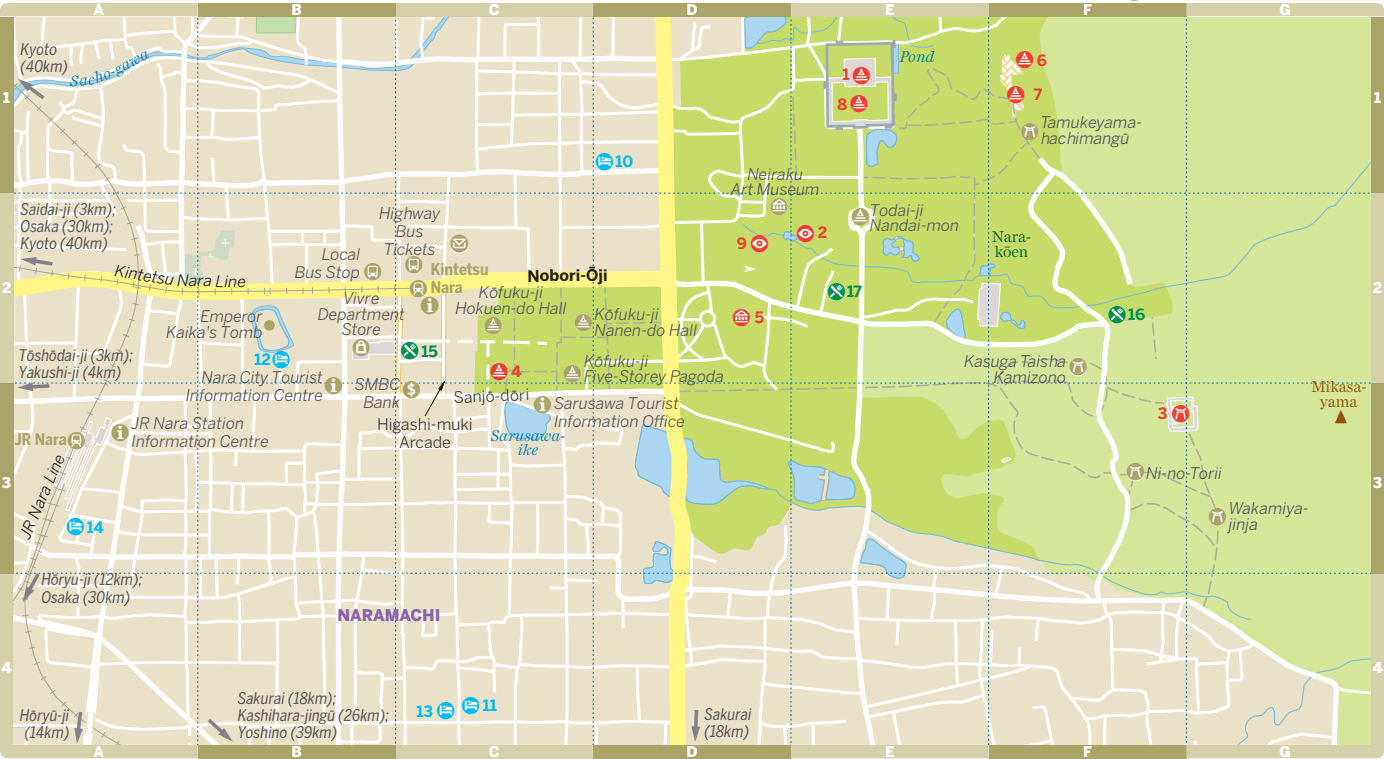 A B C D E F G
Kyoto
(40km)
Sacho-gawa
1
8
Pond
6
7
Tamukeyama-
hachimangū
1
1
10
Neiraku
Art Museum
Saidai-ji (3km);
Osaka (30km);
Kyoto (40km)
Highway
Bus
Tickets
Local
Bus Stop
Kintetsu
Nara
Kintetsu Nara Line
Nobori-Ōji
9
2
Todai-ji
Nandai-mon
Nara-
kōen
2
2
17
16
Vivre
Department
Store
Emperor
Kaika's Tomb
12
15
Kōfuku-ji
Hokuen-do Hall
Kōfuku-ji
Nanen-do Hall
5
4
Kōfuku-ji
Five-Storey Pagoda
Kasuga Taisha
Kamizono
Tōshōdai-ji (3km);
Yakushi-ji (4km)
Nara City Tourist
Information Centre
SMBC
Bank
Sanjō-dōri
Higashi-muki
Arcade
Sarusawa Tourist
Information Office
Sarusawa-
ike
Mikasa-
yama
3
JR Nara
JR Nara Station
Information Centre
JR Nara Line
14
Ni-no-Torii
Wakamiya-
jinja
3
3
Hōryu-ji (12km);
Osaka (30km)
NARAMACHI
4
4
Hōryū-ji
(14km)
Sakurai (18km);
Kashihara-jingū (26km);
Yoshino (39km)
13
11
Sakurai
(18km)
A B C D E F G